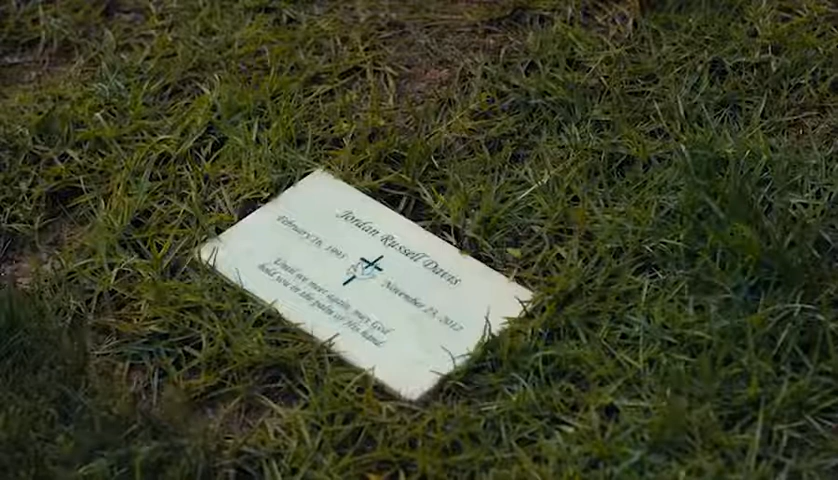 Jordan Russell Davis
February 16, 1995
November 23, 2012
Until we meet again may God
hold you in the palm of His hand.